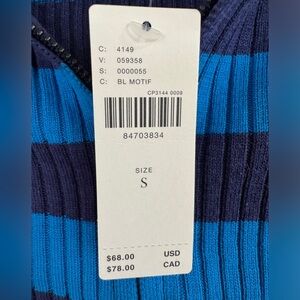 C: 4149
V: 059358
S: 0000055
C: BL MOTIF
CP3144 0009
84703834
SIZE
S
$68.00 USD
$78.00 CAD